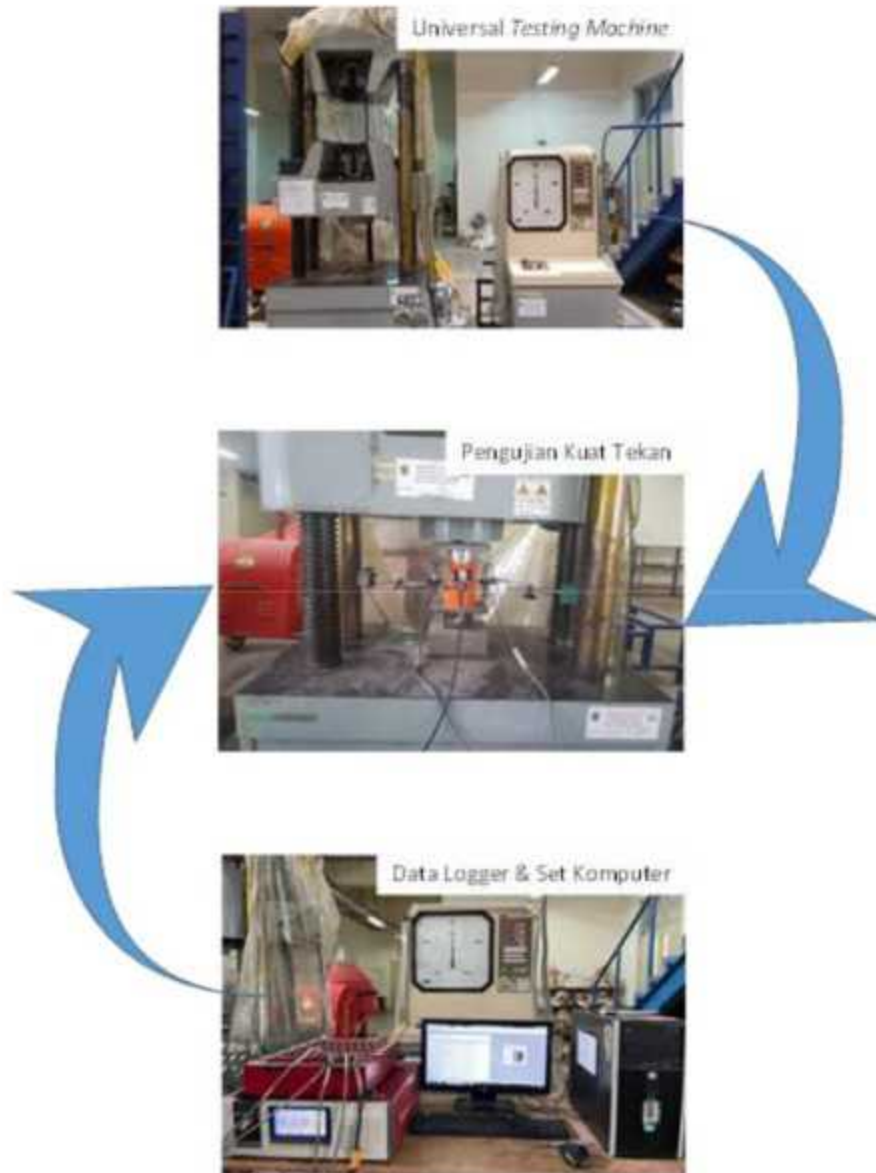 Universal Testing Machine
Pengujian Kuat Tekan
Data Logger & Set Komputer